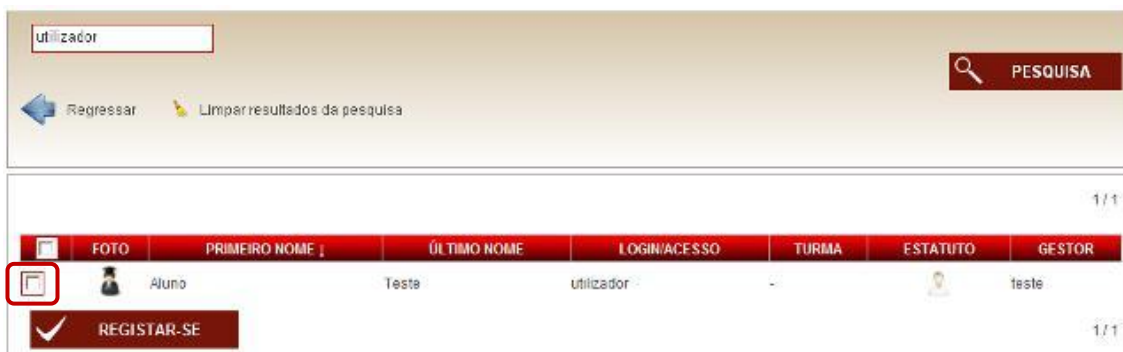 utilizador
PESQUISA
Regressar Limpar resultados da pesquisa
1/1
FOTO PRIMEIRO NOME ↓ ÚLTIMO NOME LOGIN/ACESSO TURMA ESTATUTO GESTOR
Aluno Teste utilizador - teste
REGISTAR-SE
1/1